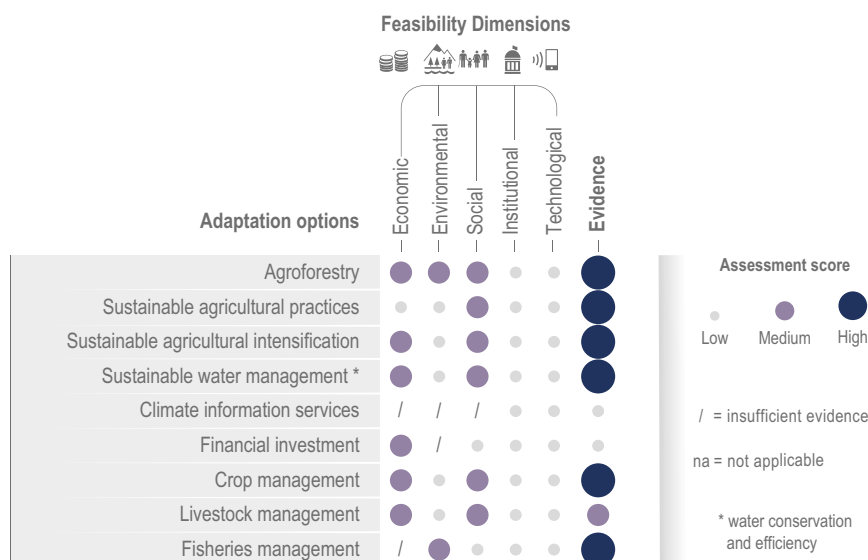 Feasibility Dimensions
Economic
Environmental
Social
Institutional
Technological
Evidence
Adaptation options
Agroforestry
Sustainable agricultural practices
Sustainable agricultural intensification
Sustainable water management *
Climate information services / / /
Financial investment /
Crop management
Livestock management
Fisheries management /
Assessment score
Low Medium High
/ = insufficient evidence
na = not applicable
* water conservation
and efficiency